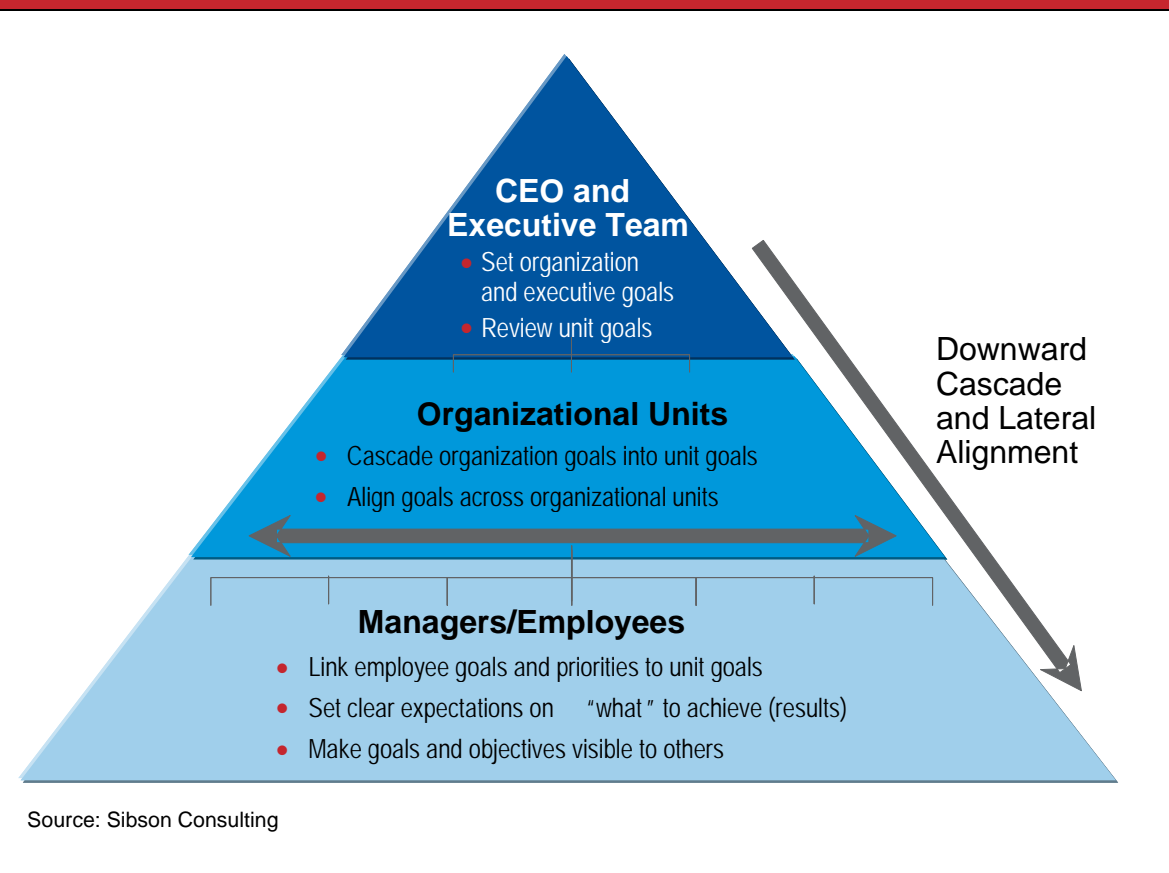 CEO and
Executive Team
• Set organization
and executive goals
• Review unit goals
Downward
Cascade
and Lateral
Alignment
Organizational Units
• Cascade organization goals into unit goals
• Align goals across organizational units
Managers/Employees
• Link employee goals and priorities to unit goals
• Set clear expectations on “what” to achieve (results)
• Make goals and objectives visible to others
Source: Sibson Consulting